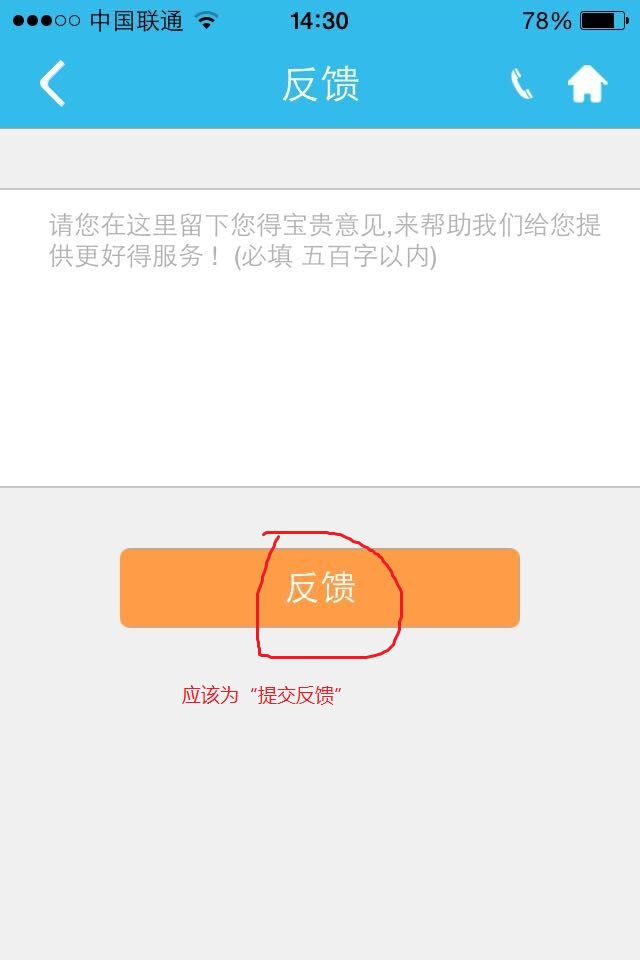 中国联通 14:30 78%
反馈
请您在这里留下您得宝贵意见,来帮助我们给您提
供更好得服务！(必填 五百字以内)
反馈
应该为“提交反馈”